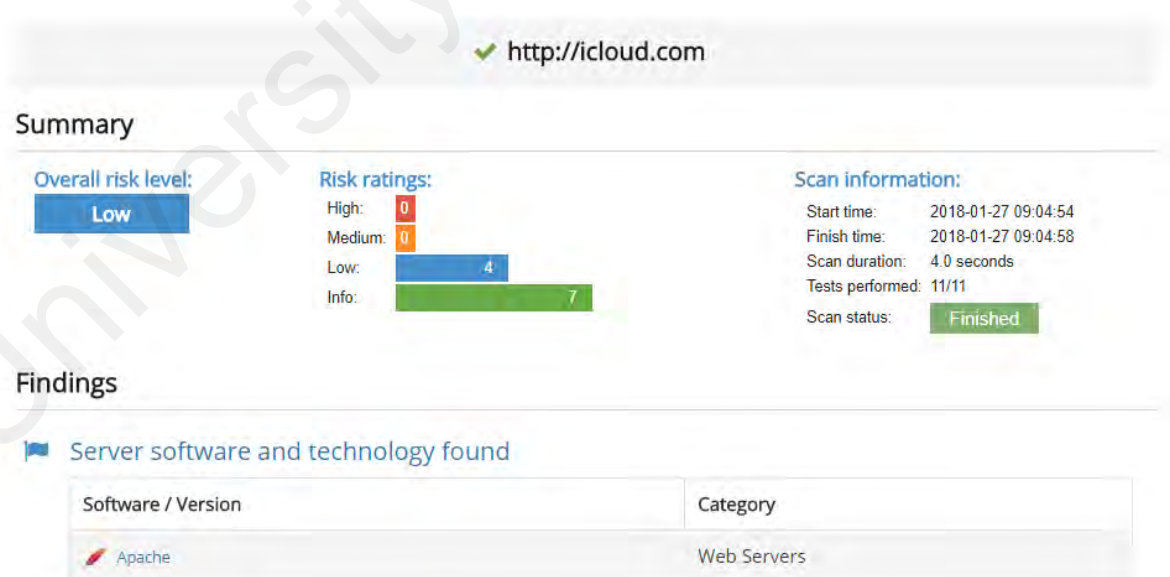 http://icloud.com
Summary
Overall risk level:
Low
Risk ratings:
High: 0
Medium: 0
Low: 4
Info: 7
Scan information:
Start time: 2018-01-27 09:04:54
Finish time: 2018-01-27 09:04:58
Scan duration: 4.0 seconds
Tests performed: 11/11
Scan status: Finished
Findings
Server software and technology found
Software / Version Category
Apache Web Servers
University